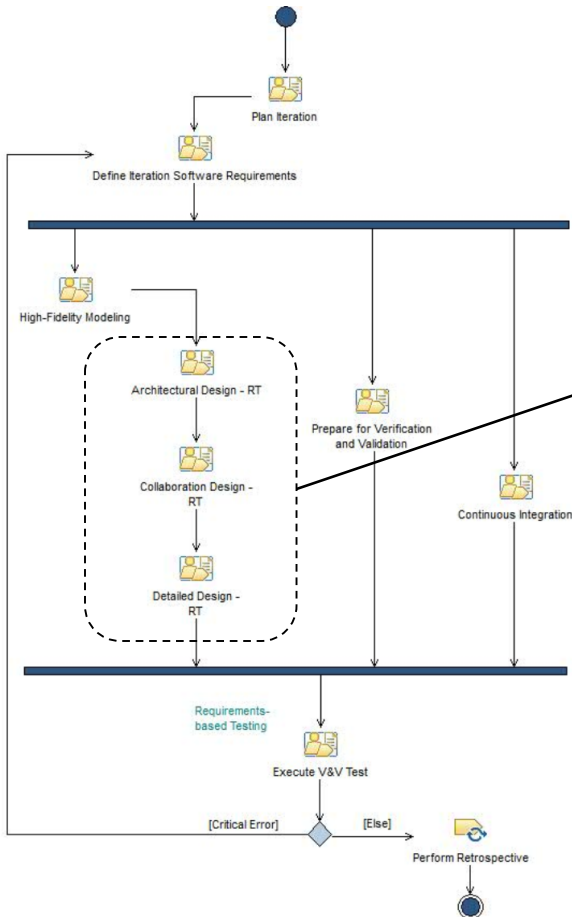 Plan Iteration
Define Iteration Software Requirements
High-Fidelity Modeling
Architectural Design - RT
Prepare for Verification
and Validation
Collaboration Design -
RT
Continuous Integration
Detailed Design -
RT
Requirements-
based Testing
Execute V&V Test
[Critical Error]
[Else]
Perform Retrospective